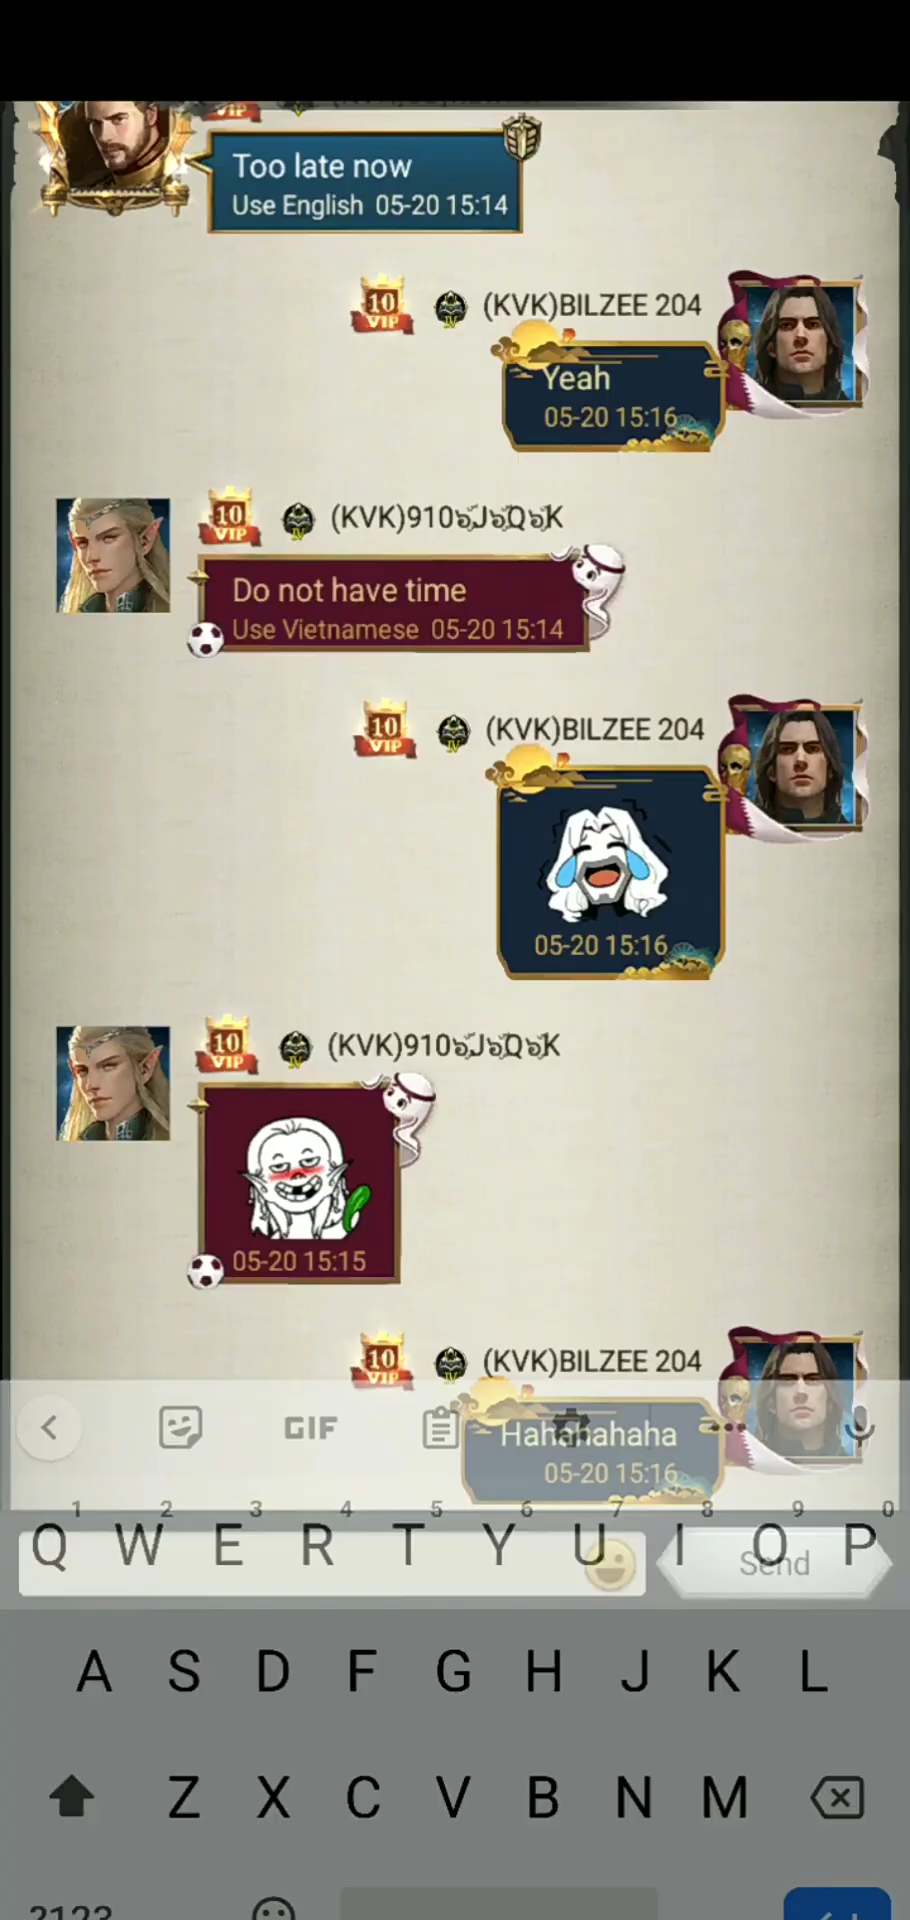 VIP
Too late now
Use English 05-20 15:14
10 VIP (KVK)BILZEE 204
Yeah
05-20 15:16
10 VIP (KVK)910ঌJঌQঌK
Do not have time
Use Vietnamese 05-20 15:14
10 VIP (KVK)BILZEE 204
05-20 15:16
10 VIP
05-20 15:15
10 VIP (KVK)BILZEE 204
GIF
Hahahahaha
05-20 15:16
1 2 3 4 5 6 7 8 9 0
Q W E R T Y U I O P
Send
A S D F G H J K L
Z X C V B N M